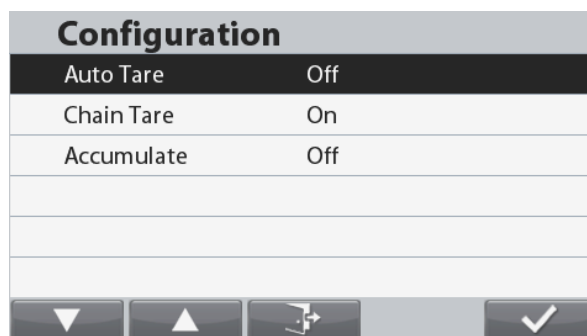 Configuration
Auto Tare Off
Chain Tare On
Accumulate Off